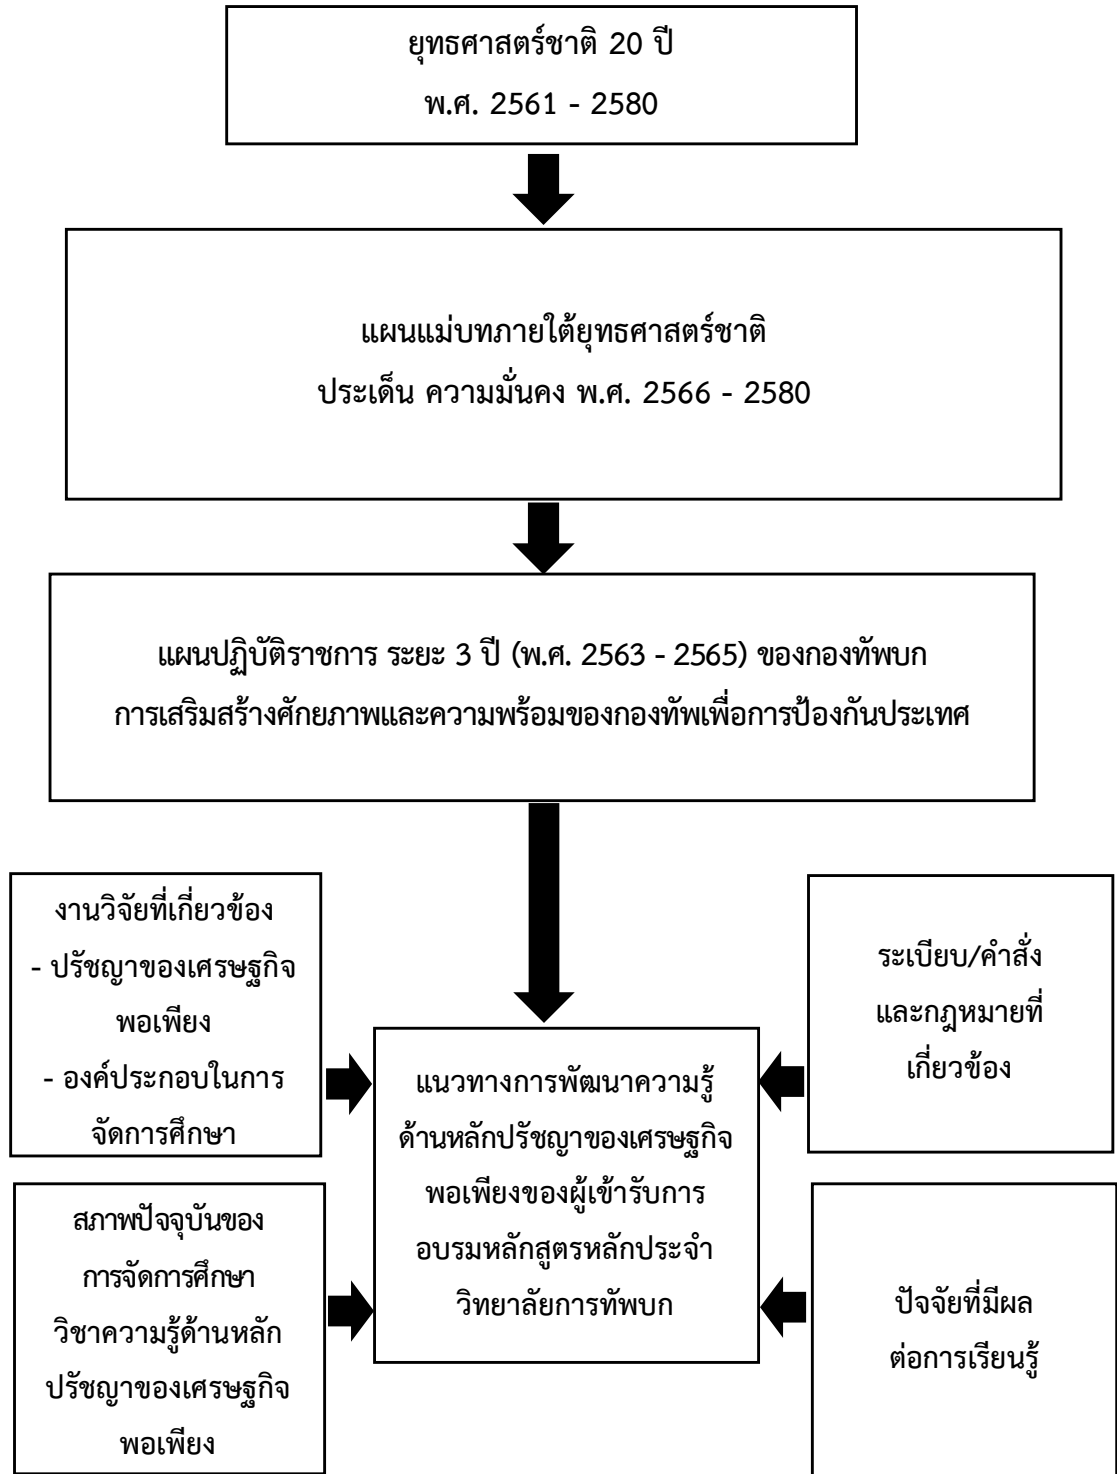 ยุทธศาสตร์ชาติ 20 ปี
พ.ศ. 2561 - 2580
แผนแม่บทภายใต้ยุทธศาสตร์ชาติ
ประเด็น ความมั่นคง พ.ศ. 2566 - 2580
แผนปฏิบัติราชการ ระยะ 3 ปี (พ.ศ. 2563 - 2565) ของกองทัพบก
การเสริมสร้างศักยภาพและความพร้อมของกองทัพเพื่อการป้องกันประเทศ
งานวิจัยที่เกี่ยวข้อง
- ปรัชญาของเศรษฐกิจ
พอเพียง
- องค์ประกอบในการ
จัดการศึกษา
ระเบียบ/คำสั่ง
และกฎหมายที่
เกี่ยวข้อง
แนวทางการพัฒนาความรู้
ด้านหลักปรัชญาของเศรษฐกิจ
พอเพียงของผู้เข้ารับการ
อบรมหลักสูตรหลักประจำ
วิทยาลัยการทัพบก
สภาพปัจจุบันของ
การจัดการศึกษา
วิชาความรู้ด้านหลัก
ปรัชญาของเศรษฐกิจ
พอเพียง
ปัจจัยที่มีผล
ต่อการเรียนรู้